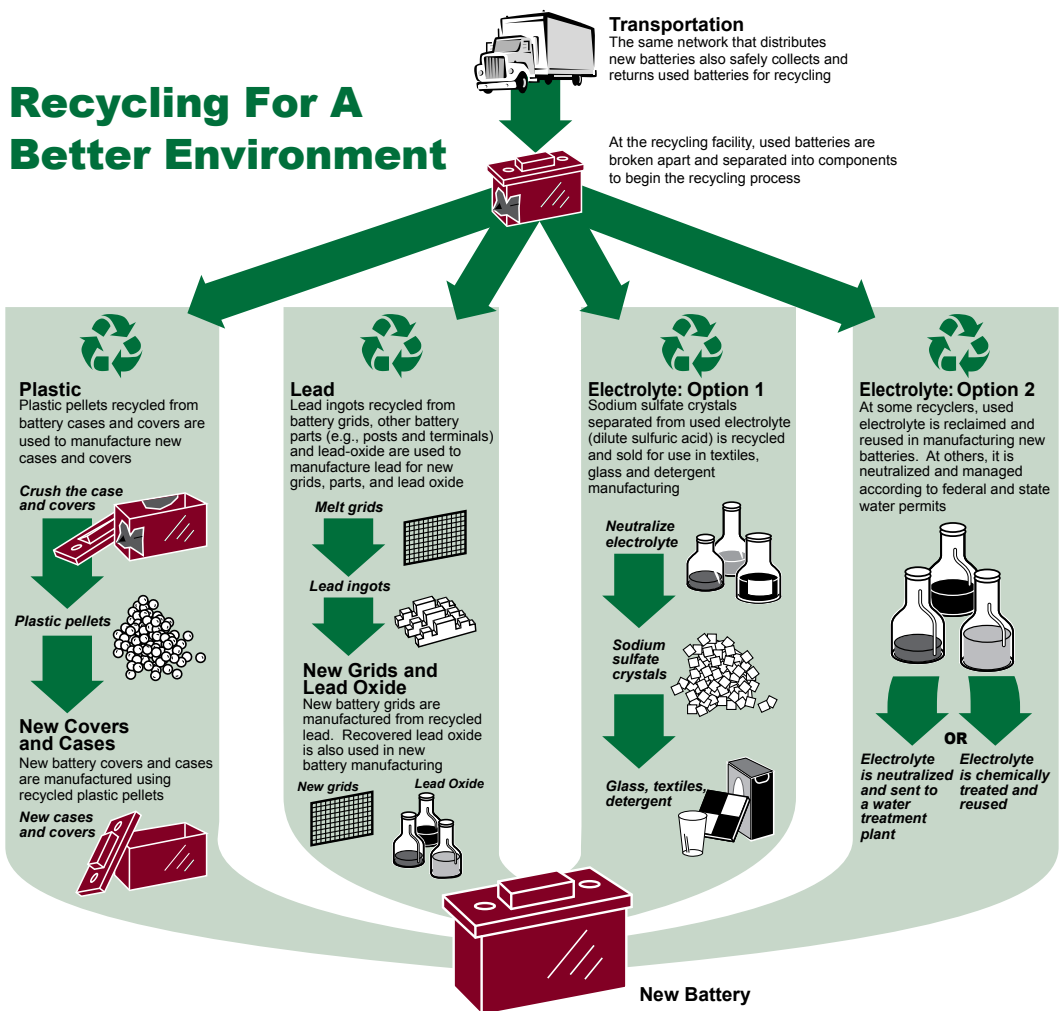 Transportation
The same network that distributes
new batteries also safely collects and
returns used batteries for recycling
Recycling For A
Better Environment
At the recycling facility, used batteries are
broken apart and separated into components
to begin the recycling process
Plastic
Plastic pellets recycled from
battery cases and covers are
used to manufacture new
cases and covers
Crush the case
and covers
Plastic pellets
New Covers
and Cases
New battery covers and cases
are manufactured using
recycled plastic pellets
New cases
and covers
Lead
Lead ingots recycled from
battery grids, other battery
parts (e.g., posts and terminals)
and lead-oxide are used to
manufacture lead for new
grids, parts, and lead oxide
Melt grids
Lead ingots
New Grids and
Lead Oxide
New battery grids are
manufactured from recycled
lead. Recovered lead oxide
is also used in new
battery manufacturing
New grids
Lead Oxide
Electrolyte: Option 1
Sodium sulfate crystals
separated from used electrolyte
(dilute sulfuric acid) is recycled
and sold for use in textiles,
glass and detergent
manufacturing
Neutralize
electrolyte
Sodium
sulfate
crystals
Glass, textiles,
detergent
Electrolyte: Option 2
At some recyclers, used
electrolyte is reclaimed and
reused in manufacturing new
batteries. At others, it is
neutralized and managed
according to federal and state
water permits
OR
Electrolyte
is neutralized
and sent to
a water
treatment
plant
Electrolyte
is chemically
treated and
reused
New Battery